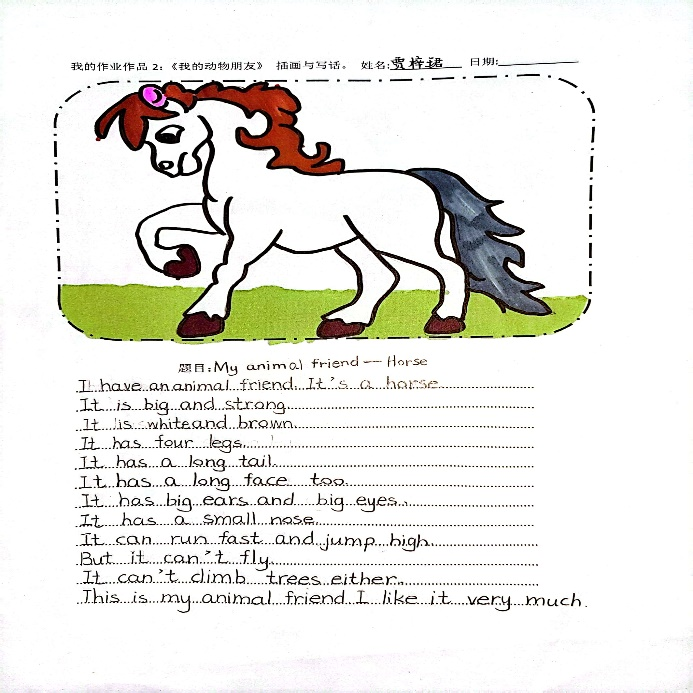 我的作业作品 2：《我的动物朋友》 插画与写话。 姓名:贾梓珺 日期:
题目:My animal friend — Horse
I have an animal friend. It's a horse
It is big and strong.
It is white and brown.
It has four legs.
It has a long tail.
It has a long face too.
It has big ears and big eyes.
It has a small nose.
It can run fast and jump high.
But it can't fly.
It can't climb trees either.
This is my animal friend I like it very much.